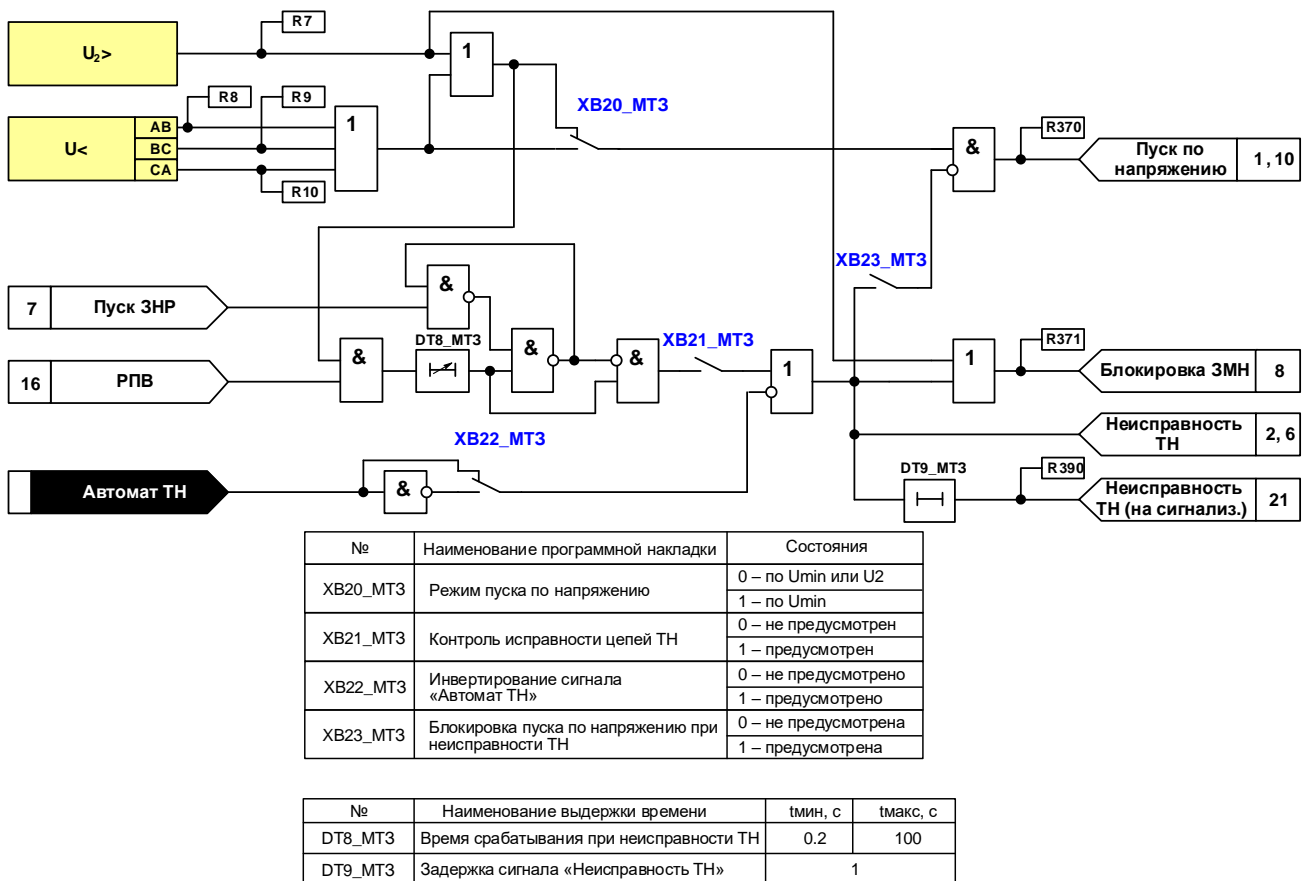 R7
U₂>
1
R8
R9
XB20_МТЗ
AB
1
R370
U<
BC
&
Пуск по
напряжению
1 , 10
CA
R10
XB23_МТЗ
&
7
Пуск ЗНР
DT8_МТЗ
R371
&
&
&
XB21_МТЗ
1
1
16
РПВ
Блокировка ЗМН
8
XB22_МТЗ
Неисправность
ТН
2, 6
DT9_МТЗ
R390
Автомат ТН
&
Неисправность
ТН (на сигнализ.)
21
№ Наименование программной накладки Состояния
XB20_МТЗ Режим пуска по напряжению 0 – по Umin или U2
1 – по Umin
XB21_МТЗ Контроль исправности цепей ТН 0 – не предусмотрен
1 – предусмотрен
XB22_МТЗ Инвертирование сигнала
«Автомат ТН»
0 – не предусмотрено
1 – предусмотрено
XB23_МТЗ Блокировка пуска по напряжению при
неисправности ТН
0 – не предусмотрена
1 – предусмотрена
№ Наименование выдержки времени tмин, с tмакс, с
DT8_МТЗ Время срабатывания при неисправности ТН 0.2 100
DT9_МТЗ Задержка сигнала «Неисправность ТН» 1